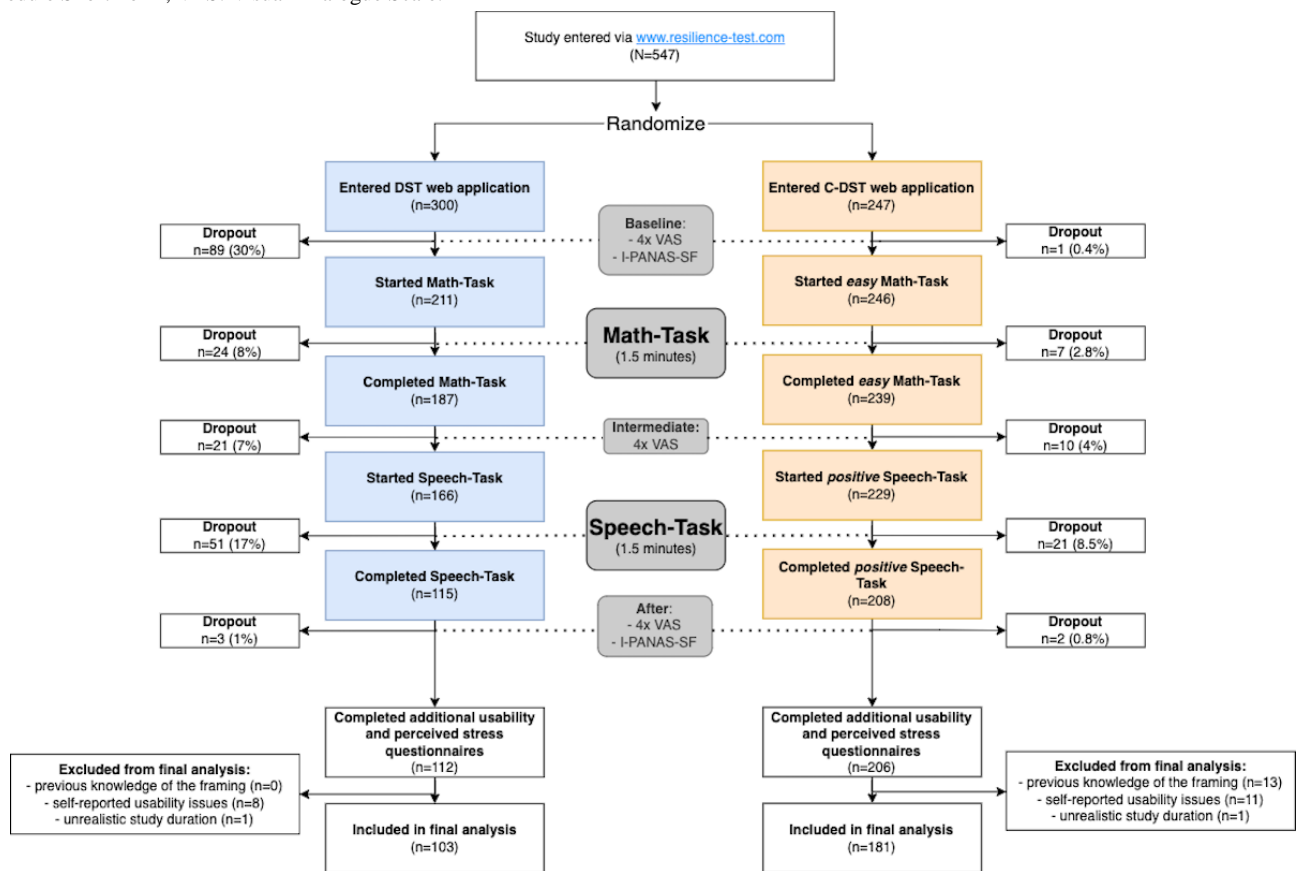 Study entered via www.resilience-test.com
(N=547)
Randomize
Entered DST web application
(n=300)
Entered C-DST web application
(n=247)
Baseline:
- 4x VAS
- I-PANAS-SF
Dropout
n=89 (30%)
Dropout
n=1 (0.4%)
Started Math-Task
(n=211)
Started easy Math-Task
(n=246)
Math-Task
(1.5 minutes)
Dropout
n=24 (8%)
Dropout
n=7 (2.8%)
Completed Math-Task
(n=187)
Completed easy Math-Task
(n=239)
Intermediate:
4x VAS
Dropout
n=21 (7%)
Dropout
n=10 (4%)
Started Speech-Task
(n=166)
Started positive Speech-Task
(n=229)
Speech-Task
(1.5 minutes)
Dropout
n=51 (17%)
Dropout
n=21 (8.5%)
Completed Speech-Task
(n=115)
Completed positive Speech-
Task
(n=208)
After:
- 4x VAS
- I-PANAS-SF
Dropout
n=3 (1%)
Dropout
n=2 (0.8%)
Completed additional usability
and perceived stress
questionnaires
(n=112)
Completed additional usability
and perceived stress
questionnaires
(n=206)
Excluded from final analysis:
- previous knowledge of the framing (n=0)
- self-reported usability issues (n=8)
- unrealistic study duration (n=1)
Excluded from final analysis:
- previous knowledge of the framing (n=13)
- self-reported usability issues (n=11)
- unrealistic study duration (n=1)
Included in final analysis
(n=103)
Included in final analysis
(n=181)